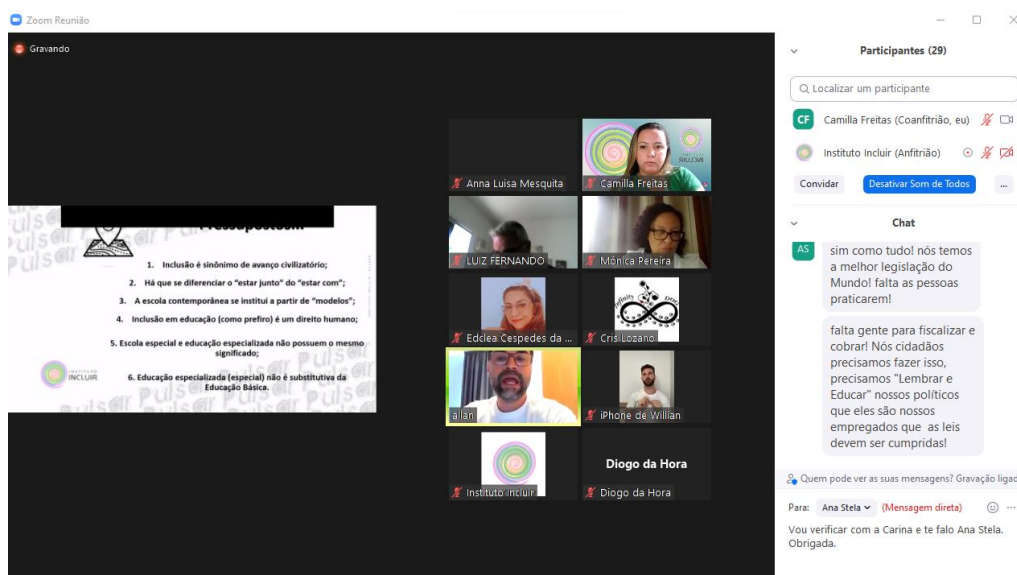 Zoom Reunião
Gravando
Pressupostos...
1. Inclusão é sinônimo de avanço civilizatório;
2. Há que se diferenciar o "estar junto" do "estar com";
3. A escola contemporânea se institui a partir de "modelos";
4. Inclusão em educação (como prefiro) é um direito humano;
5. Escola especial e educação especializada não possuem o mesmo
significado;
6. Educação especializada (especial) não é substitutiva da
Educação Básica.
INSTITUTO
INCLUIR
Pulsar
Anna Luisa Mesquita
Camilla Freitas
LUIZ FERNANDO
Mônica Pereira
Edclea Cespedes da ...
Cris Lozano
allan
iPhone de Willian
Instituto Incluir
Diogo da Hora
Diogo da Hora
Participantes (29)
Localizar um participante
CF
Camilla Freitas (Coanfitrião, eu)
Instituto Incluir (Anfitrião)
Convidar
Desativar Som de Todos
...
Chat
AS
sim como tudo! nós temos
a melhor legislação do
Mundo! falta as pessoas
praticarem!
falta gente para fiscalizar e
cobrar! Nós cidadãos
precisamos fazer isso,
precisamos "Lembrar e
Educar" nossos políticos
que eles são nossos
empregados que as leis
devem ser cumpridas!
Quem pode ver as suas mensagens? Gravação ligad
Para: Ana Stela (Mensagem direta)
Vou verificar com a Carina e te falo Ana Stela.
Obrigada.